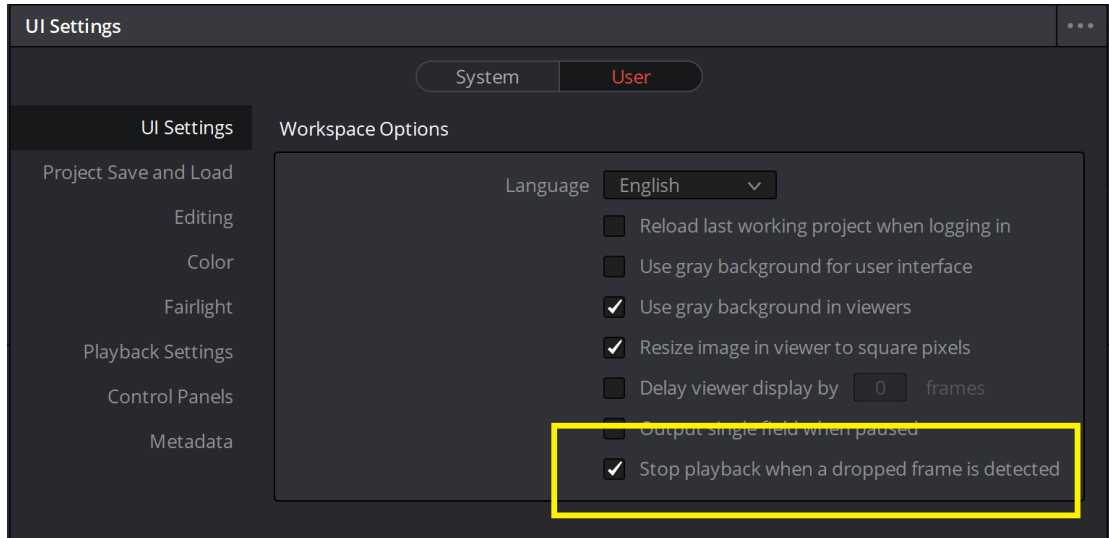 UI Settings
System User
UI Settings
Workspace Options
Project Save and Load
Language English
Editing
Reload last working project when logging in
Color
Use gray background for user interface
Fairlight
Use gray background in viewers
Playback Settings
Resize image in viewer to square pixels
Control Panels
Delay viewer display by 0 frames
Metadata
Output single field when paused
Stop playback when a dropped frame is detected